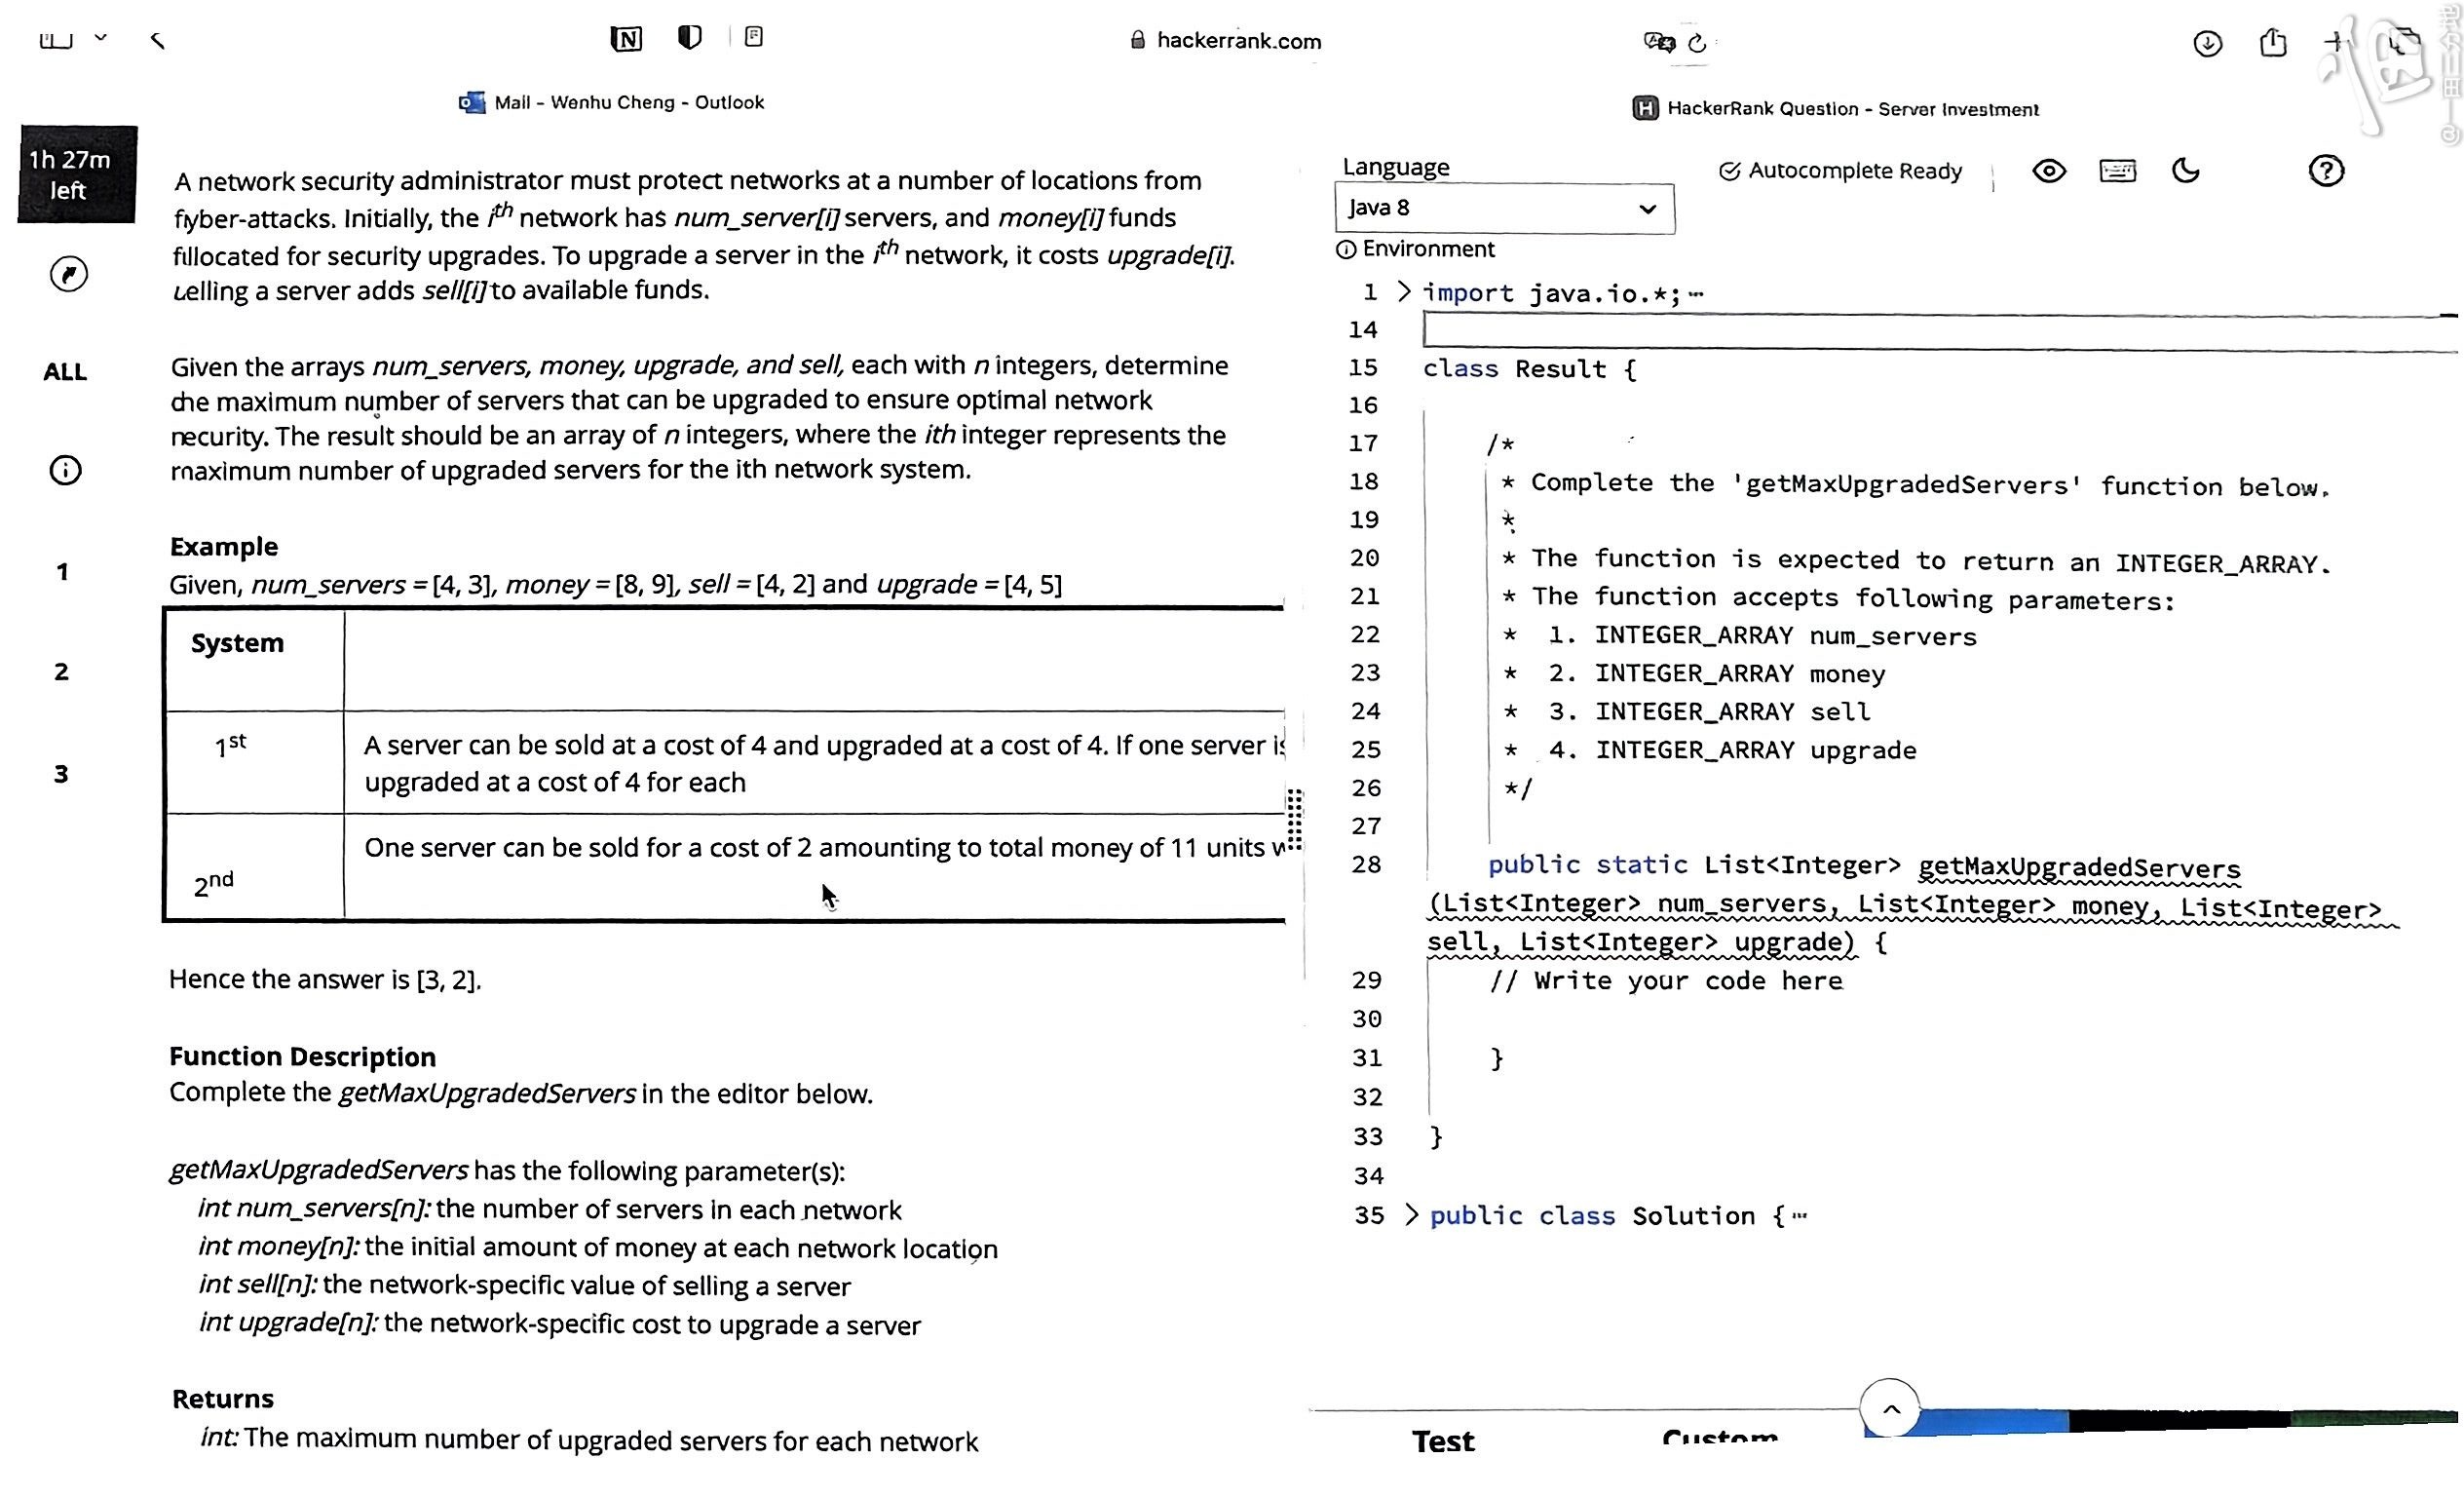 hackerrank.com
Mail - Wenhu Cheng - Outlook
HackerRank Question - Server Investment
1h 27m
left
ALL
1
2
3
A network security administrator must protect networks at a number of locations from
fiyber-attacks. Initially, the ith network has num_server[i] servers, and money[i] funds
fillocated for security upgrades. To upgrade a server in the ith network, it costs upgrade[i].
elling a server adds sell[i] to available funds.
Given the arrays num_servers, money, upgrade, and sell, each with n integers, determine
che maximum number of servers that can be upgraded to ensure optimal network
necurity. The result should be an array of n integers, where the ith integer represents the
maximum number of upgraded servers for the ith network system.
Example
Given, num_servers = [4, 3], money = [8, 9], sell = [4, 2] and upgrade = [4, 5]
System
1st
A server can be sold at a cost of 4 and upgraded at a cost of 4. If one server is
upgraded at a cost of 4 for each
2nd
One server can be sold for a cost of 2 amounting to total money of 11 units w
Hence the answer is [3, 2].
Function Description
Complete the getMaxUpgradedServers in the editor below.
getMaxUpgradedServers has the following parameter(s):
int num_servers[n]: the number of servers in each network
int money[n]: the initial amount of money at each network location
int sell[n]: the network-specific value of selling a server
int upgrade[n]: the network-specific cost to upgrade a server
Returns
int: The maximum number of upgraded servers for each network
Language
Autocomplete Ready
Java 8
Environment
1 > import java.io.*;
14
15 class Result {
16
17 /*
18 * Complete the 'getMaxUpgradedServers' function below.
19 *
20 * The function is expected to return an INTEGER_ARRAY.
21 * The function accepts following parameters:
22 * 1. INTEGER_ARRAY num_servers
23 * 2. INTEGER_ARRAY money
24 * 3. INTEGER_ARRAY sell
25 * 4. INTEGER_ARRAY upgrade
26 */
27
28 public static List<Integer> getMaxUpgradedServers
(List<Integer> num_servers, List<Integer> money, List<Integer>
sell, List<Integer> upgrade) {
29 // Write your code here
30
31 }
32
33 }
34
35 > public class Solution {
Test
Custom